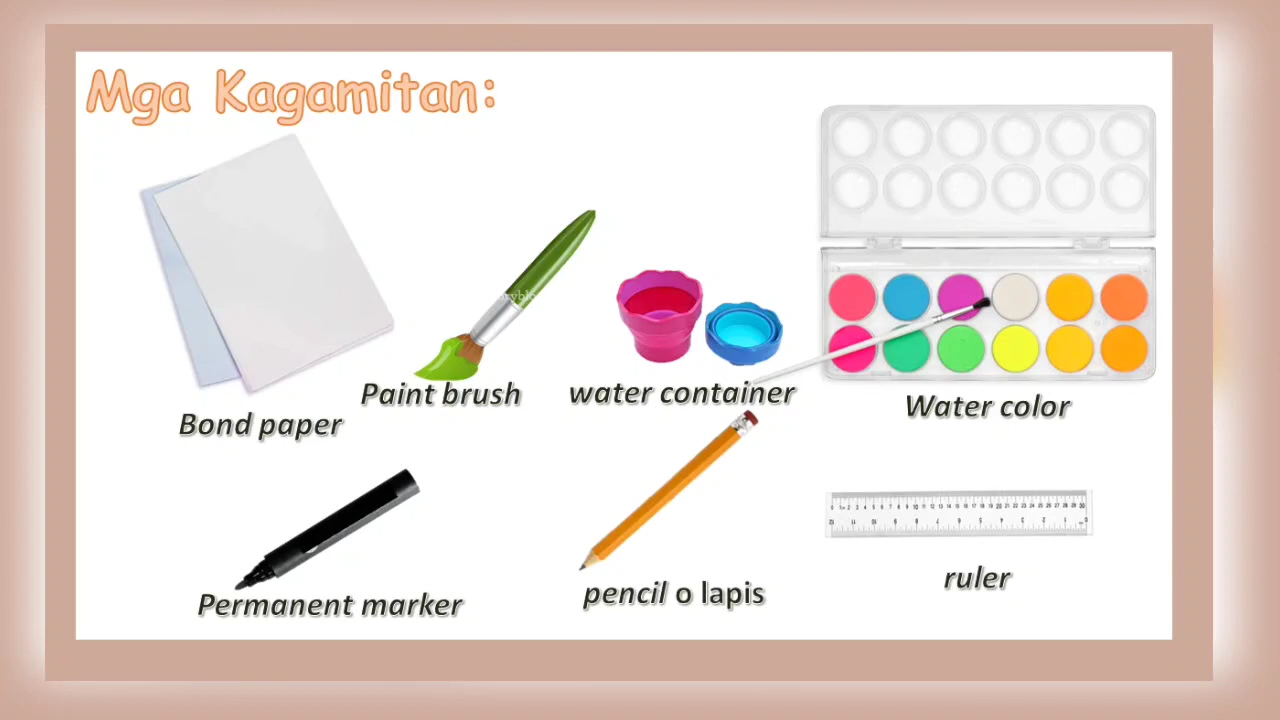 Mga Kagamitan:
Bond paper
Paint brush
water container
Water color
Permanent marker
pencil o lapis
ruler